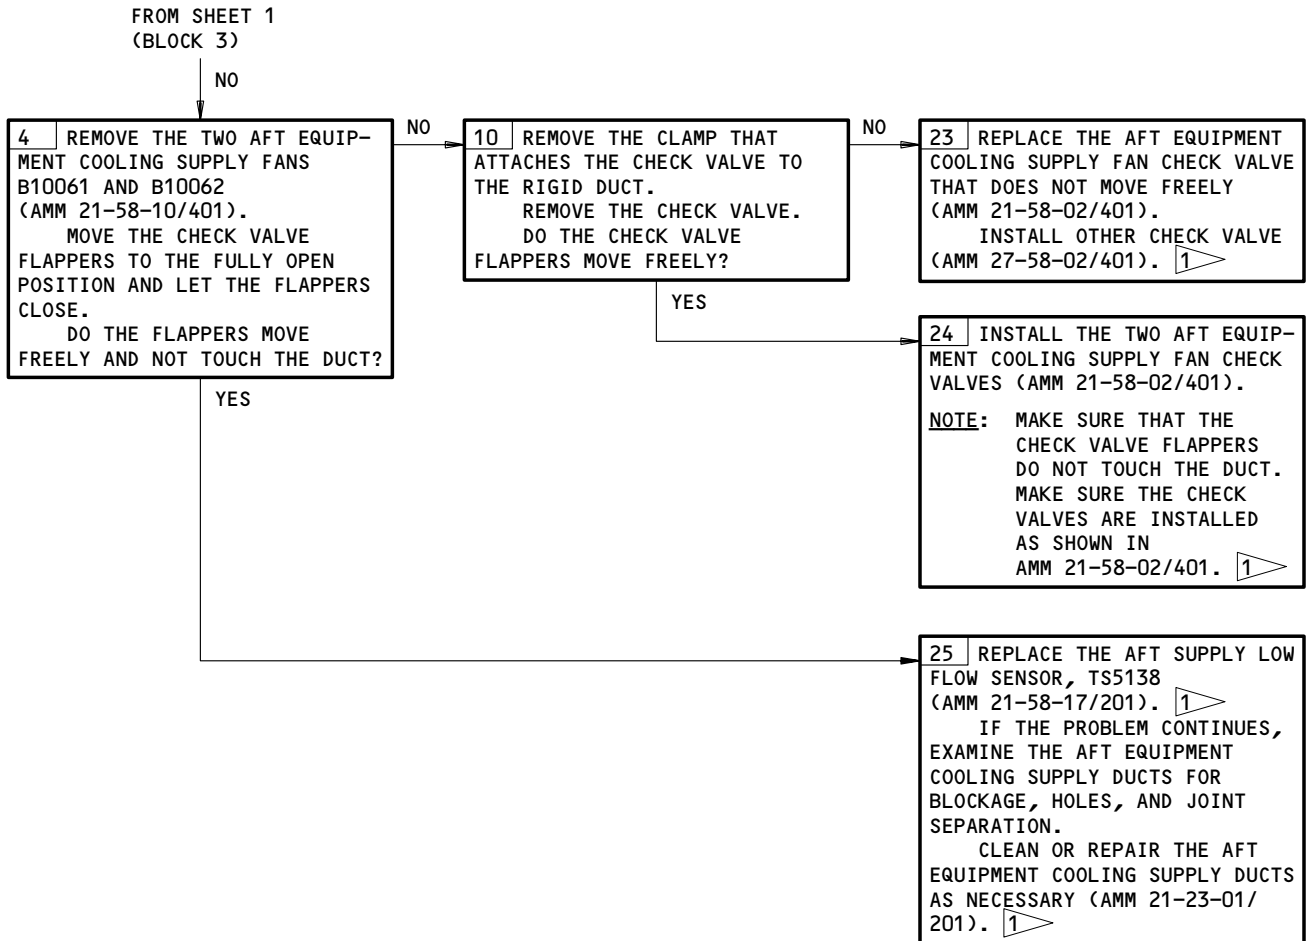 FROM SHEET 1
(BLOCK 3)
NO
4 REMOVE THE TWO AFT EQUIP-
MENT COOLING SUPPLY FANS
B10061 AND B10062
(AMM 21-58-10/401).
MOVE THE CHECK VALVE
FLAPPERS TO THE FULLY OPEN
POSITION AND LET THE FLAPPERS
CLOSE.
DO THE FLAPPERS MOVE
FREELY AND NOT TOUCH THE DUCT?
NO
10 REMOVE THE CLAMP THAT
ATTACHES THE CHECK VALVE TO
THE RIGID DUCT.
REMOVE THE CHECK VALVE.
DO THE CHECK VALVE
FLAPPERS MOVE FREELY?
NO
23 REPLACE THE AFT EQUIPMENT
COOLING SUPPLY FAN CHECK VALVE
THAT DOES NOT MOVE FREELY
(AMM 21-58-02/401).
INSTALL OTHER CHECK VALVE
(AMM 27-58-02/401). 1
YES
24 INSTALL THE TWO AFT EQUIP-
MENT COOLING SUPPLY FAN CHECK
VALVES (AMM 21-58-02/401).
NOTE: MAKE SURE THAT THE
CHECK VALVE FLAPPERS
DO NOT TOUCH THE DUCT.
MAKE SURE THE CHECK
VALVES ARE INSTALLED
AS SHOWN IN
AMM 21-58-02/401. 1
YES
25 REPLACE THE AFT SUPPLY LOW
FLOW SENSOR, TS5138
(AMM 21-58-17/201). 1
IF THE PROBLEM CONTINUES,
EXAMINE THE AFT EQUIPMENT
COOLING SUPPLY DUCTS FOR
BLOCKAGE, HOLES, AND JOINT
SEPARATION.
CLEAN OR REPAIR THE AFT
EQUIPMENT COOLING SUPPLY DUCTS
AS NECESSARY (AMM 21-23-01/
201). 1